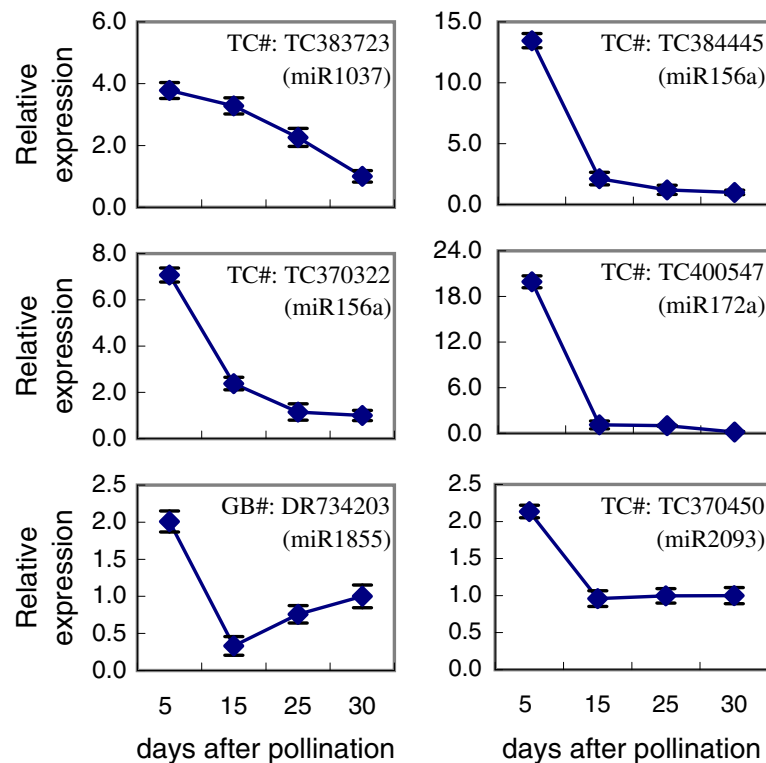 Relative expression
6.0
4.0
2.0
0.0
TC#: TC383723
(miR1037)
15.0
10.0
5.0
0.0
TC#: TC384445
(miR156a)
Relative expression
8.0
6.0
4.0
2.0
0.0
TC#: TC370322
(miR156a)
24.0
18.0
12.0
6.0
0.0
TC#: TC400547
(miR172a)
Relative expression
2.5
2.0
1.5
1.0
0.5
0.0
GB#: DR734203
(miR1855)
5 15 25 30
days after pollination
2.5
2.0
1.5
1.0
0.5
0.0
TC#: TC370450
(miR2093)
5 15 25 30
days after pollination